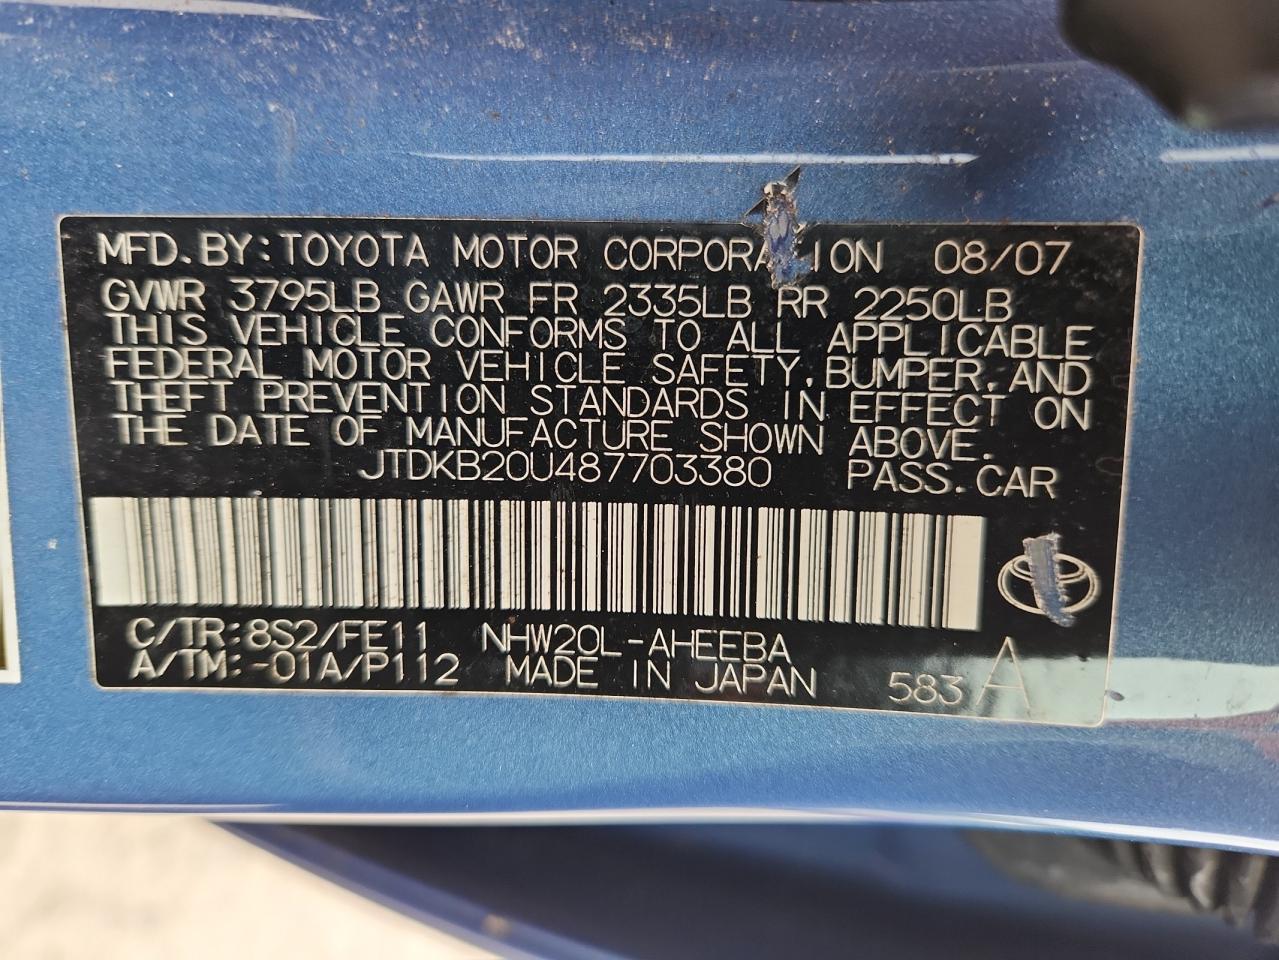 MFD. BY: TOYOTA MOTOR CORPORATION 08/07
GVWR 3795LB GAWR FR 2335LB RR 2250LB
THIS VEHICLE CONFORMS TO ALL APPLICABLE
FEDERAL MOTOR VEHICLE SAFETY, BUMPER, AND
THEFT PREVENTION STANDARDS IN EFFECT ON
THE DATE OF MANUFACTURE SHOWN ABOVE.
JTDKB20U487703380 PASS. CAR
C/TR: 8S2/FE11 NHW20L-AHEEBA
A/TM: -01A/P112 MADE IN JAPAN 583 A